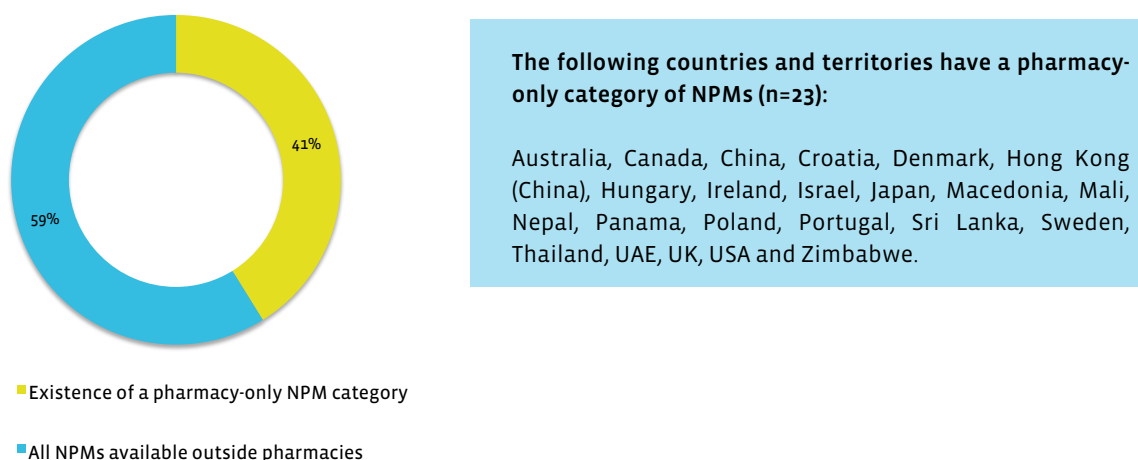 41%
59%
Existence of a pharmacy-only NPM category
All NPMs available outside pharmacies
The following countries and territories have a pharmacy-
only category of NPMs (n=23):
Australia, Canada, China, Croatia, Denmark, Hong Kong
(China), Hungary, Ireland, Israel, Japan, Macedonia, Mali,
Nepal, Panama, Poland, Portugal, Sri Lanka, Sweden,
Thailand, UAE, UK, USA and Zimbabwe.